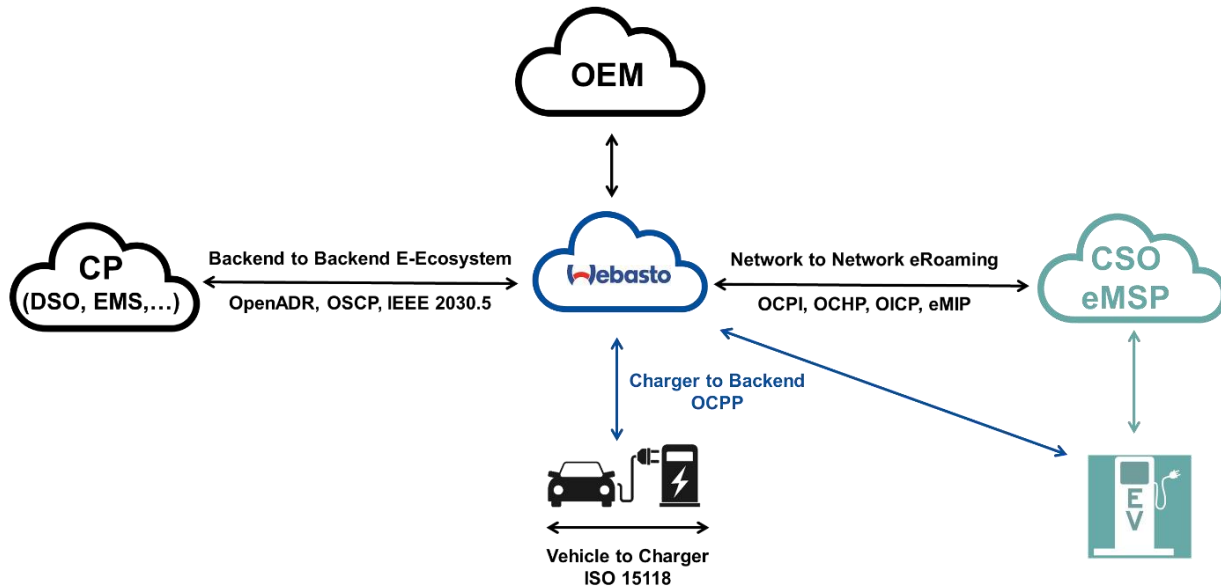 OEM
CP
(DSO, EMS,...)
Backend to Backend E-Ecosystem
OpenADR, OSCP, IEEE 2030.5
Webasto
Network to Network eRoaming
OCPI, OCHP, OICP, eMIP
CSO
eMSP
Charger to Backend
OCPP
Vehicle to Charger
ISO 15118
E
V